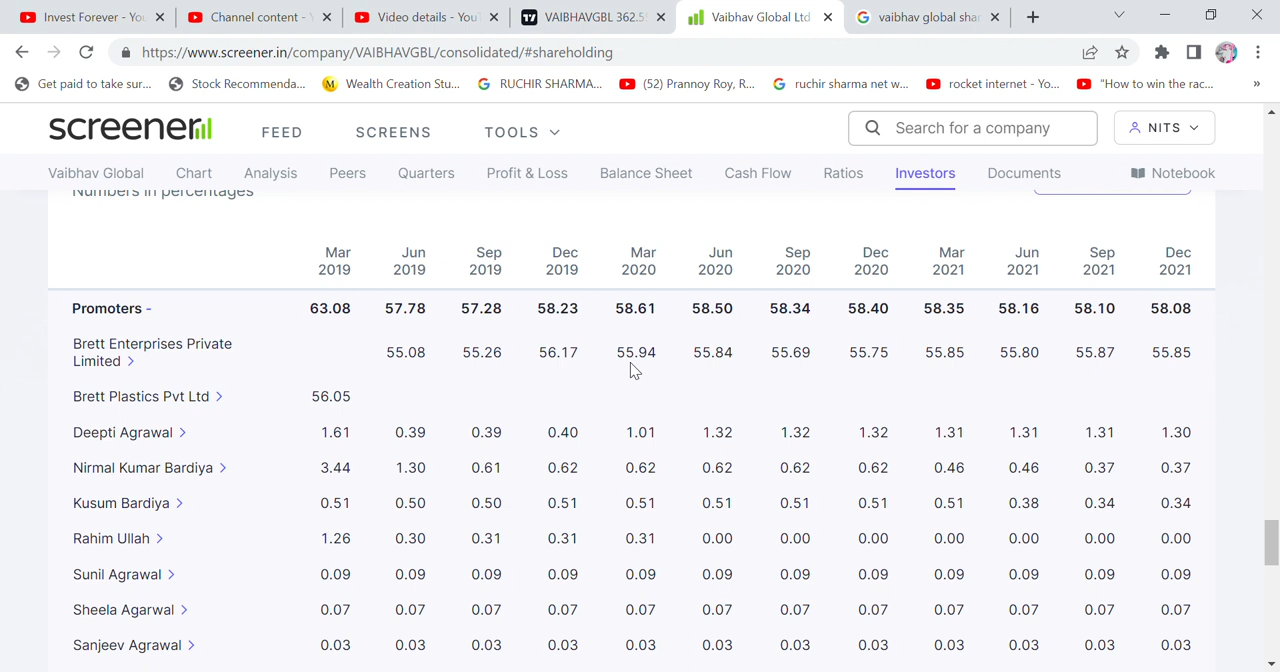 Invest Forever - You
Channel content - Y
Video details - YouT
VAIBHAVGBL 362.5
Vaibhav Global Ltd
vaibhav global shar
https://www.screener.in/company/VAIBHAVGBL/consolidated/#shareholding
Get paid to take sur...
Stock Recommenda...
Wealth Creation Stu...
RUCHIR SHARMA...
(52) Prannoy Roy, R...
ruchir sharma net w...
rocket internet - Yo...
"How to win the rac...
»
screener
FEED
SCREENS
TOOLS
Search for a company
NITS
Vaibhav Global
Chart
Analysis
Peers
Quarters
Profit & Loss
Balance Sheet
Cash Flow
Ratios
Investors
Documents
Notebook
Numbers in percentages
Mar Jun Sep Dec Mar Jun Sep Dec Mar Jun Sep Dec
2019 2019 2019 2019 2020 2020 2020 2020 2021 2021 2021 2021
Promoters - 63.08 57.78 57.28 58.23 58.61 58.50 58.34 58.40 58.35 58.16 58.10 58.08
Brett Enterprises Private
Limited > 55.08 55.26 56.17 55.94 55.84 55.69 55.75 55.85 55.80 55.87 55.85
Brett Plastics Pvt Ltd > 56.05
Deepti Agrawal > 1.61 0.39 0.39 0.40 1.01 1.32 1.32 1.32 1.31 1.31 1.31 1.30
Nirmal Kumar Bardiya > 3.44 1.30 0.61 0.62 0.62 0.62 0.62 0.62 0.46 0.46 0.37 0.37
Kusum Bardiya > 0.51 0.50 0.50 0.51 0.51 0.51 0.51 0.51 0.51 0.38 0.34 0.34
Rahim Ullah > 1.26 0.30 0.31 0.31 0.31 0.00 0.00 0.00 0.00 0.00 0.00 0.00
Sunil Agrawal > 0.09 0.09 0.09 0.09 0.09 0.09 0.09 0.09 0.09 0.09 0.09 0.09
Sheela Agarwal > 0.07 0.07 0.07 0.07 0.07 0.07 0.07 0.07 0.07 0.07 0.07 0.07
Sanjeev Agrawal > 0.03 0.03 0.03 0.03 0.03 0.03 0.03 0.03 0.03 0.03 0.03 0.03